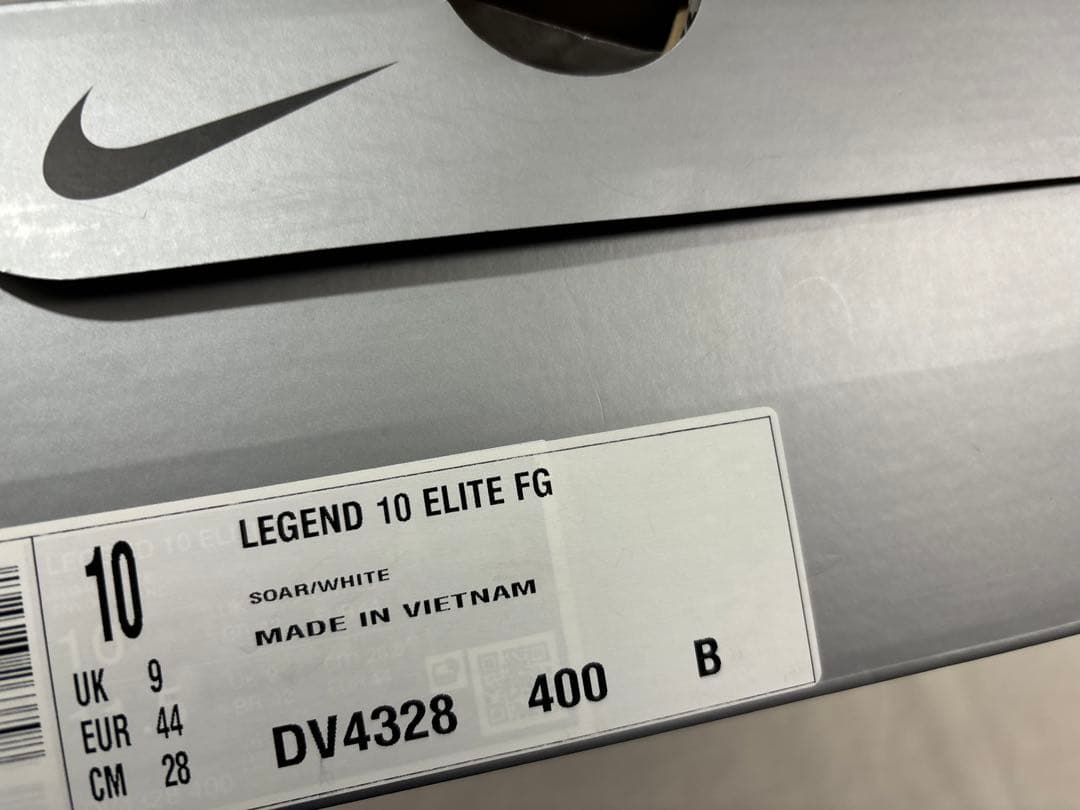 10
LEGEND 10 ELITE FG
SOAR/WHITE
MADE IN VIETNAM
UK 9
EUR 44
CM 28
DV4328 400 B